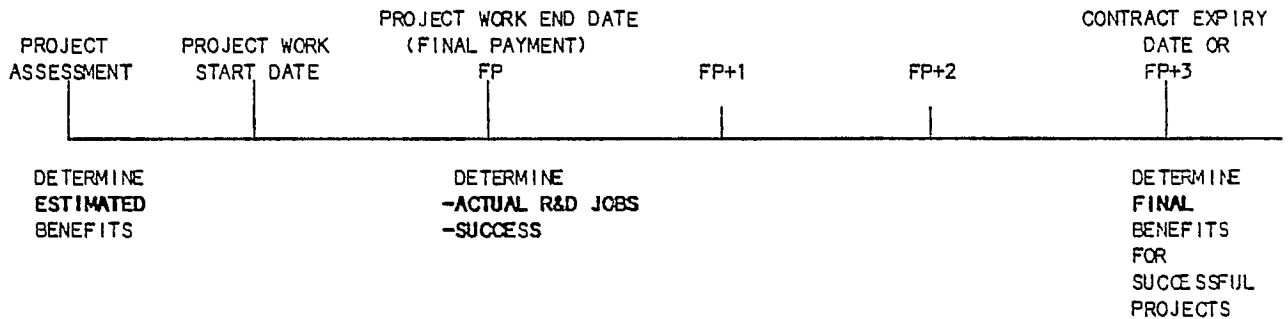 PROJECT
ASSESSMENT
PROJECT WORK
START DATE
PROJECT WORK END DATE
(FINAL PAYMENT)
FP
FP+1
FP+2
CONTRACT EXPIRY
DATE OR
FP+3
DETERMINE
ESTIMATED
BENEFITS
DETERMINE
-ACTUAL R&D JOBS
-SUCCESS
DETERMINE
FINAL
BENEFITS
FOR
SUCCESSFUL
PROJECTS